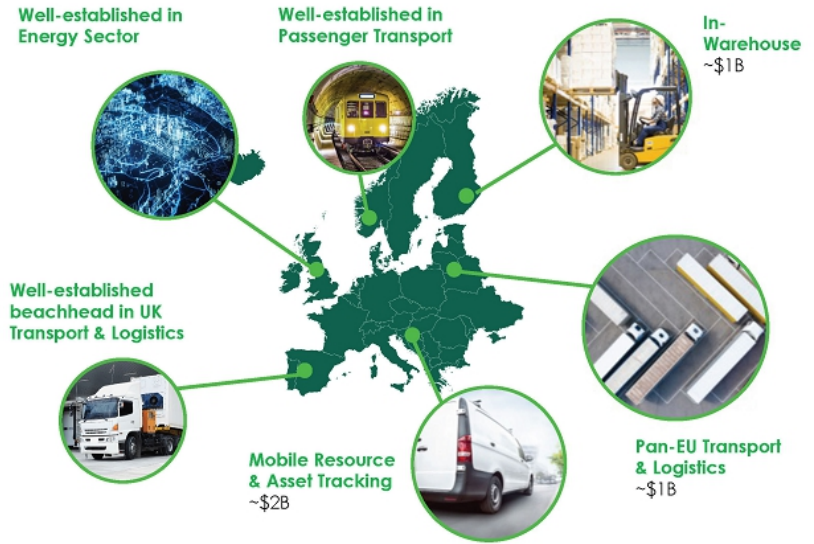 Well-established in
Energy Sector
Well-established in
Passenger Transport
In-
Warehouse
~$1B
Well-established
beachhead in UK
Transport & Logistics
Mobile Resource
& Asset Tracking
~$2B
Pan-EU Transport
& Logistics
~$1B